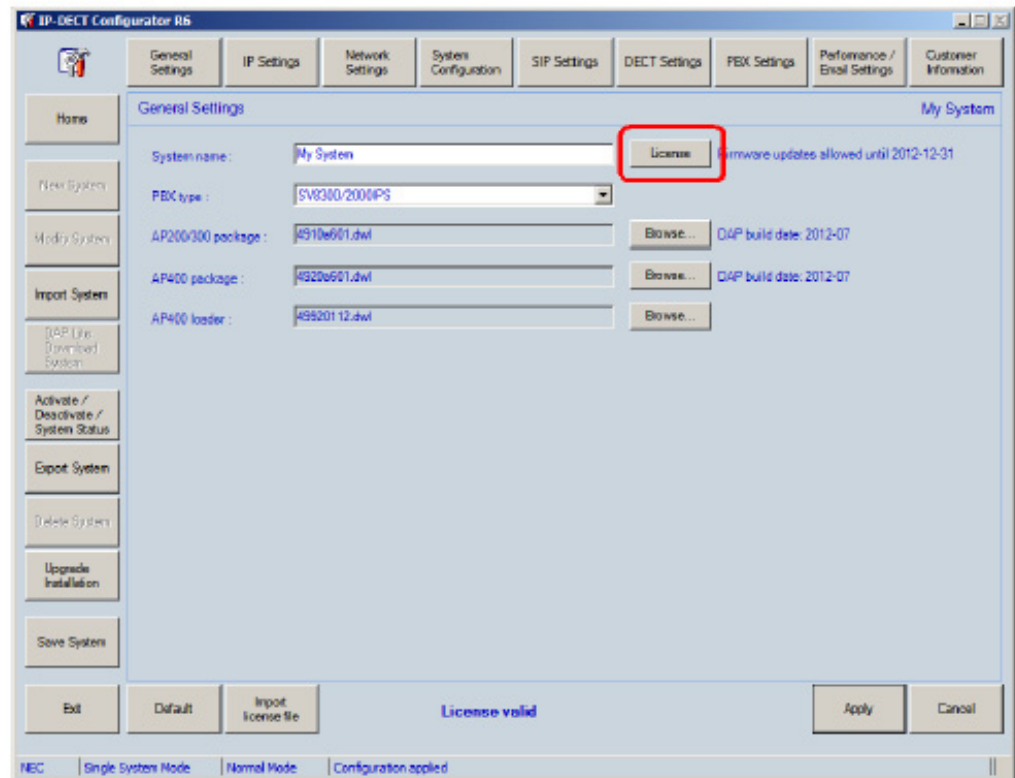 IP-DECT Configurator R6
General Settings
IP Settings
Network Settings
System Configuration
SIP Settings
DECT Settings
PBX Settings
Performance / Email Settings
Customer Information
Home
New System
Modify System
Import System
DAP Lite Download System
Activate / Deactivate / System Status
Export System
Delete System
Upgrade Installation
Save System
General Settings My System
System name : My System License Firmware updates allowed until 2012-12-31
PBX type : SV8300/2000IPS
AP200/300 package : 4910e601.dwl Browse... DAP build date: 2012-07
AP400 package : 4920a601.dwl Browse... DAP build date: 2012-07
AP400 loader : 49920112.dwl Browse...
Exit Default Import license file License valid Apply Cancel
NEC Single System Mode Normal Mode Configuration applied